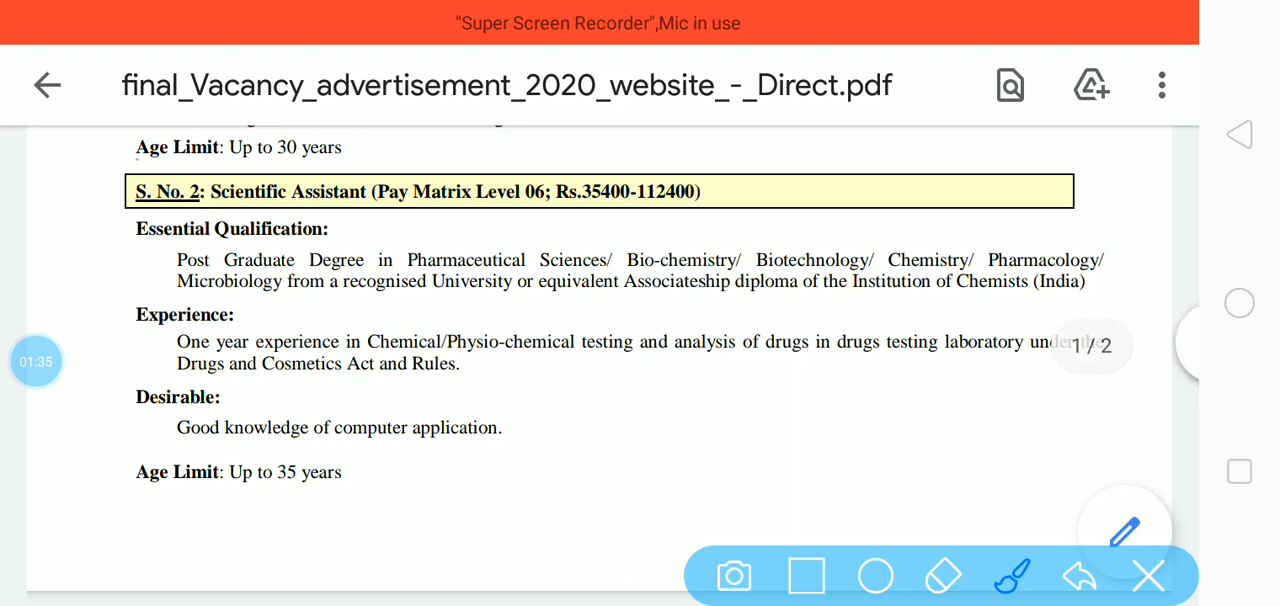 "Super Screen Recorder",Mic in use
final_Vacancy_advertisement_2020_website_-_Direct.pdf
Age Limit: Up to 30 years
S. No. 2: Scientific Assistant (Pay Matrix Level 06; Rs.35400-112400)
Essential Qualification:
Post Graduate Degree in Pharmaceutical Sciences/ Bio-chemistry/ Biotechnology/ Chemistry/ Pharmacology/
Microbiology from a recognised University or equivalent Associateship diploma of the Institution of Chemists (India)
Experience:
One year experience in Chemical/Physio-chemical testing and analysis of drugs in drugs testing laboratory under the
1/2
Drugs and Cosmetics Act and Rules.
01:35
Desirable:
Good knowledge of computer application.
Age Limit: Up to 35 years